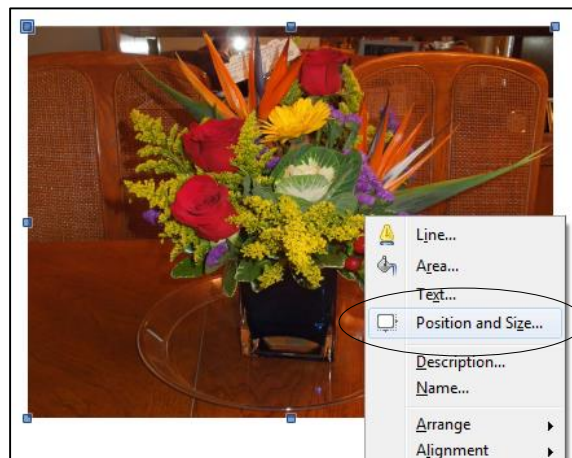 Line...
Area...
Text...
Position and Size...
Description...
Name...
Arrange
Alignment